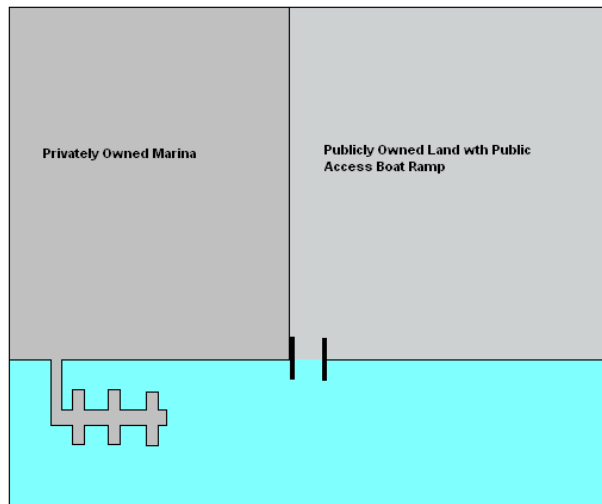 Privately Owned Marina
Publicly Owned Land wth Public
Access Boat Ramp